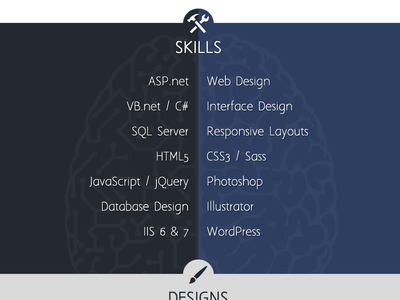 SKILLS
ASP.net Web Design
VB.net / C# Interface Design
SQL Server Responsive Layouts
HTML5 CSS3 / Sass
JavaScript / jQuery Photoshop
Database Design Illustrator
IIS 6 & 7 WordPress
DESIGNS